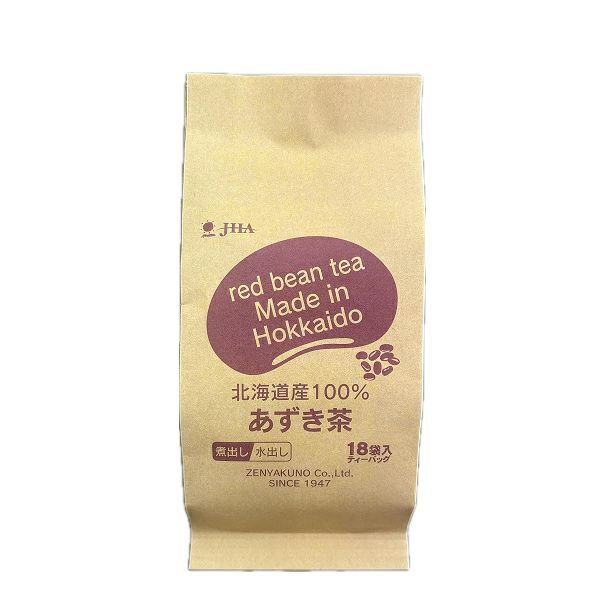 JHA
red bean tea
Made in
Hokkaido
北海道産100%
あずき茶
煮出し 水出し
18袋入
ティーバッグ
ZENYAKUNO Co.,Ltd.
SINCE 1947